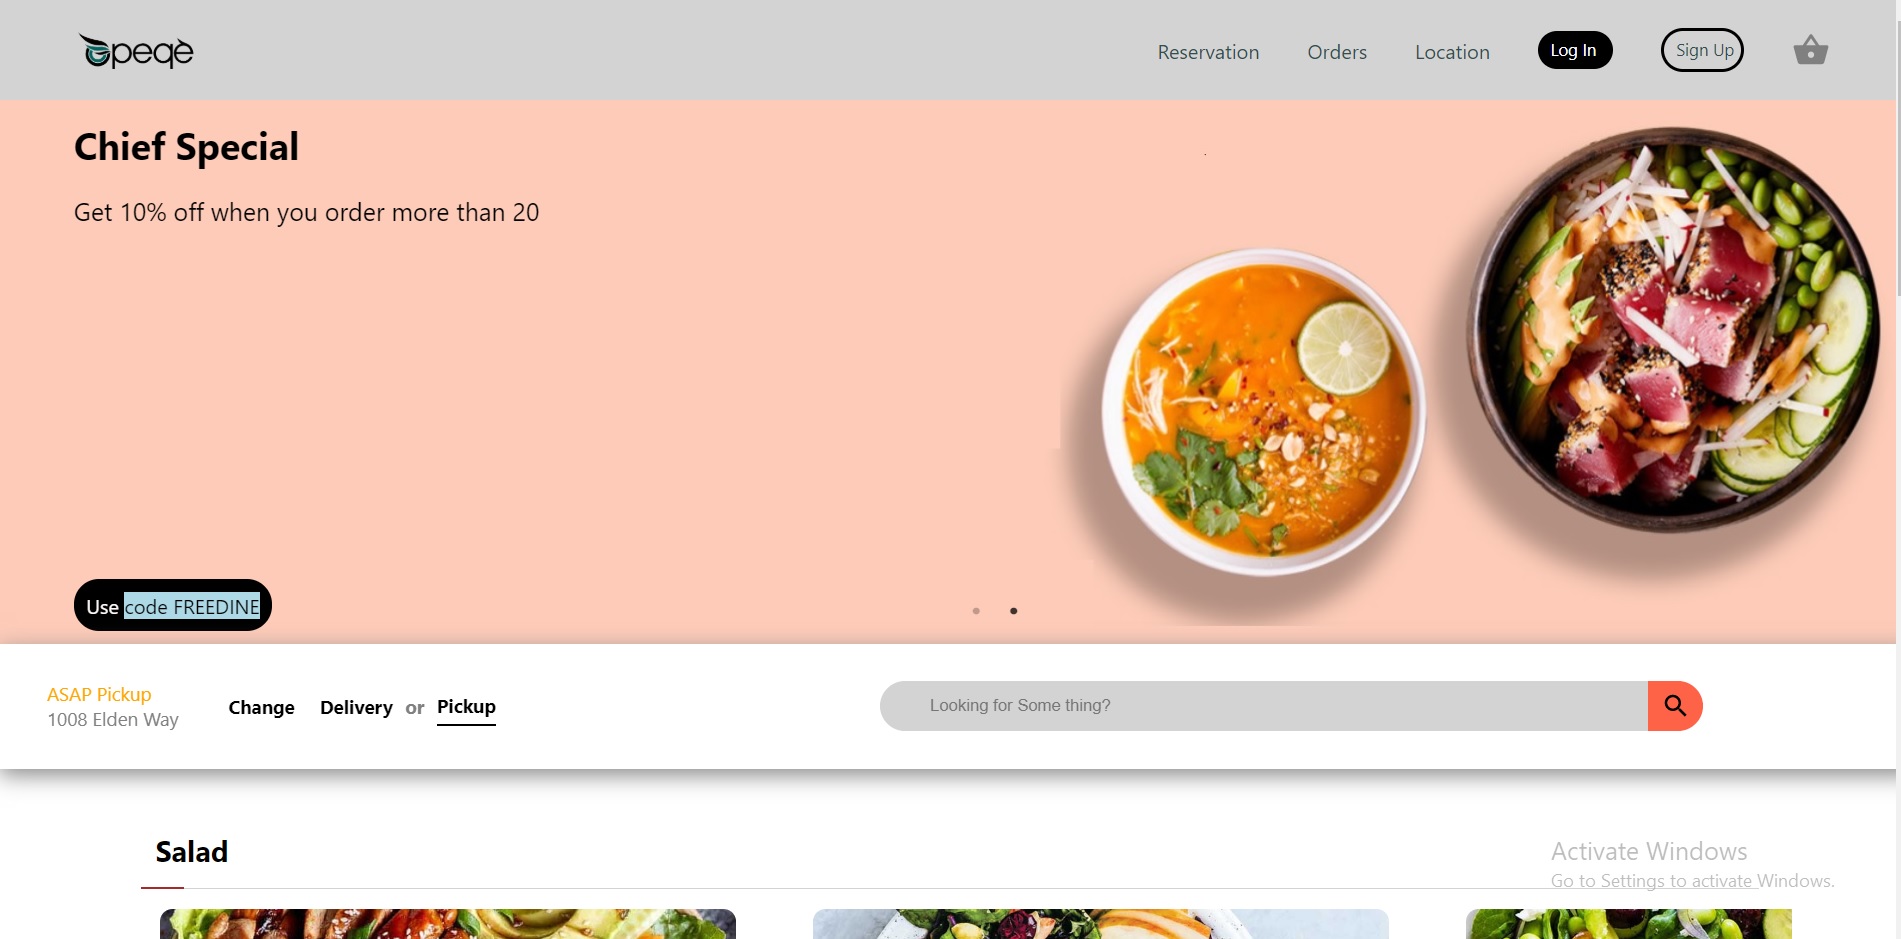 Opeqè
Reservation
Orders
Location
Log In
Sign Up
Chief Special
Get 10% off when you order more than 20
Use code FREEDINE
ASAP Pickup
1008 Elden Way
Change
Delivery or Pickup
Looking for Some thing?
Salad
Activate Windows
Go to Settings to activate Windows.